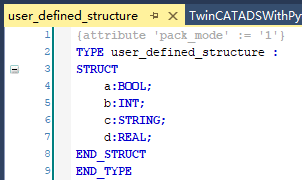 user_defined_structure TwinCATADSWithPy
1 {attribute 'pack_mode' := '1'}
2 TYPE user_defined_structure :
3 STRUCT
4 a:BOOL;
5 b:INT;
6 c:STRING;
7 d:REAL;
8 END_STRUCT
9 END_TYPE